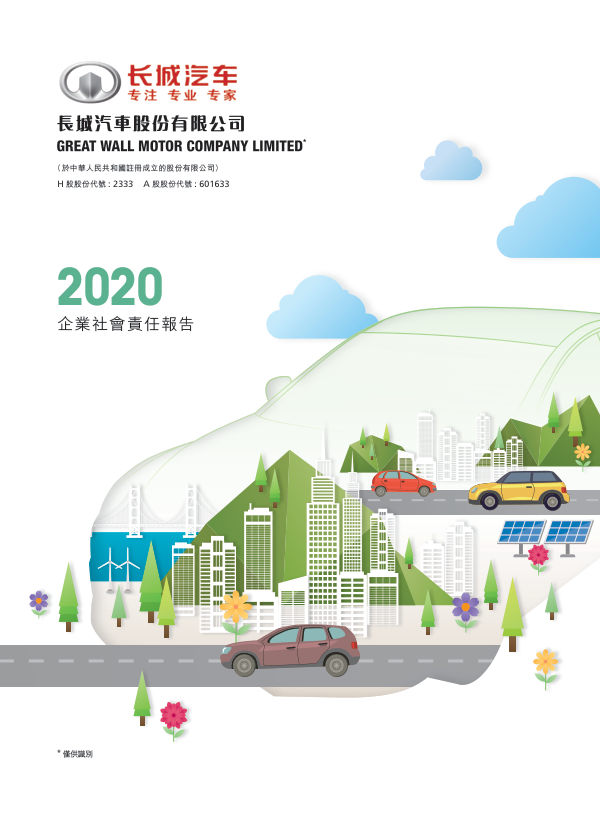 长城汽车
专注 专业 专家
長城汽車股份有限公司
GREAT WALL MOTOR COMPANY LIMITED*
（於中華人民共和國註冊成立的股份有限公司）
H 股股份代號：2333 A 股股份代號：601633
2020
企業社會責任報告
* 僅供識別